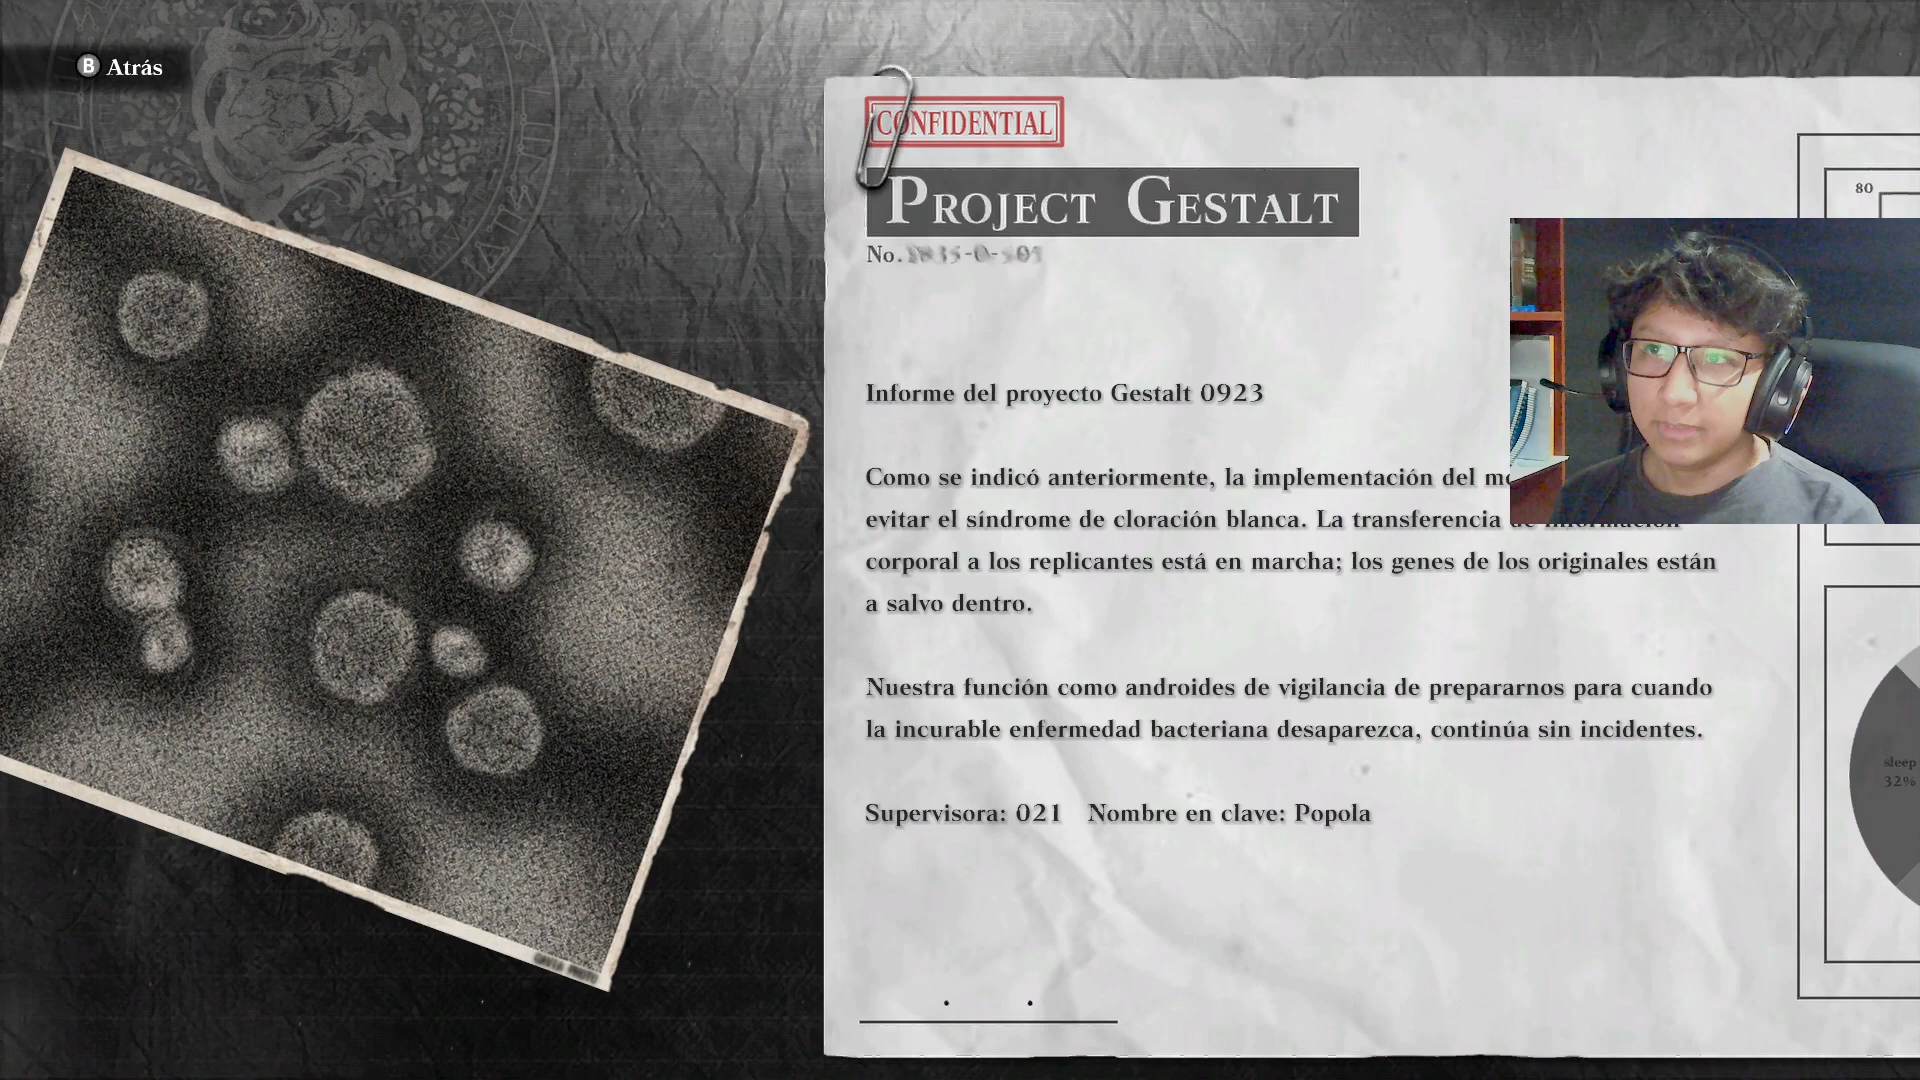 B Atrás
CONFIDENTIAL
PROJECT GESTALT
No.
Informe del proyecto Gestalt 0923
Como se indicó anteriormente, la implementación del
evitar el síndrome de cloración blanca. La transferencia
corporal a los replicantes está en marcha; los genes de los originales están
a salvo dentro.
Nuestra función como androides de vigilancia de prepararnos para cuando
la incurable enfermedad bacteriana desaparezca, continúa sin incidentes.
Supervisora: 021 Nombre en clave: Popola
80
sleep
32%